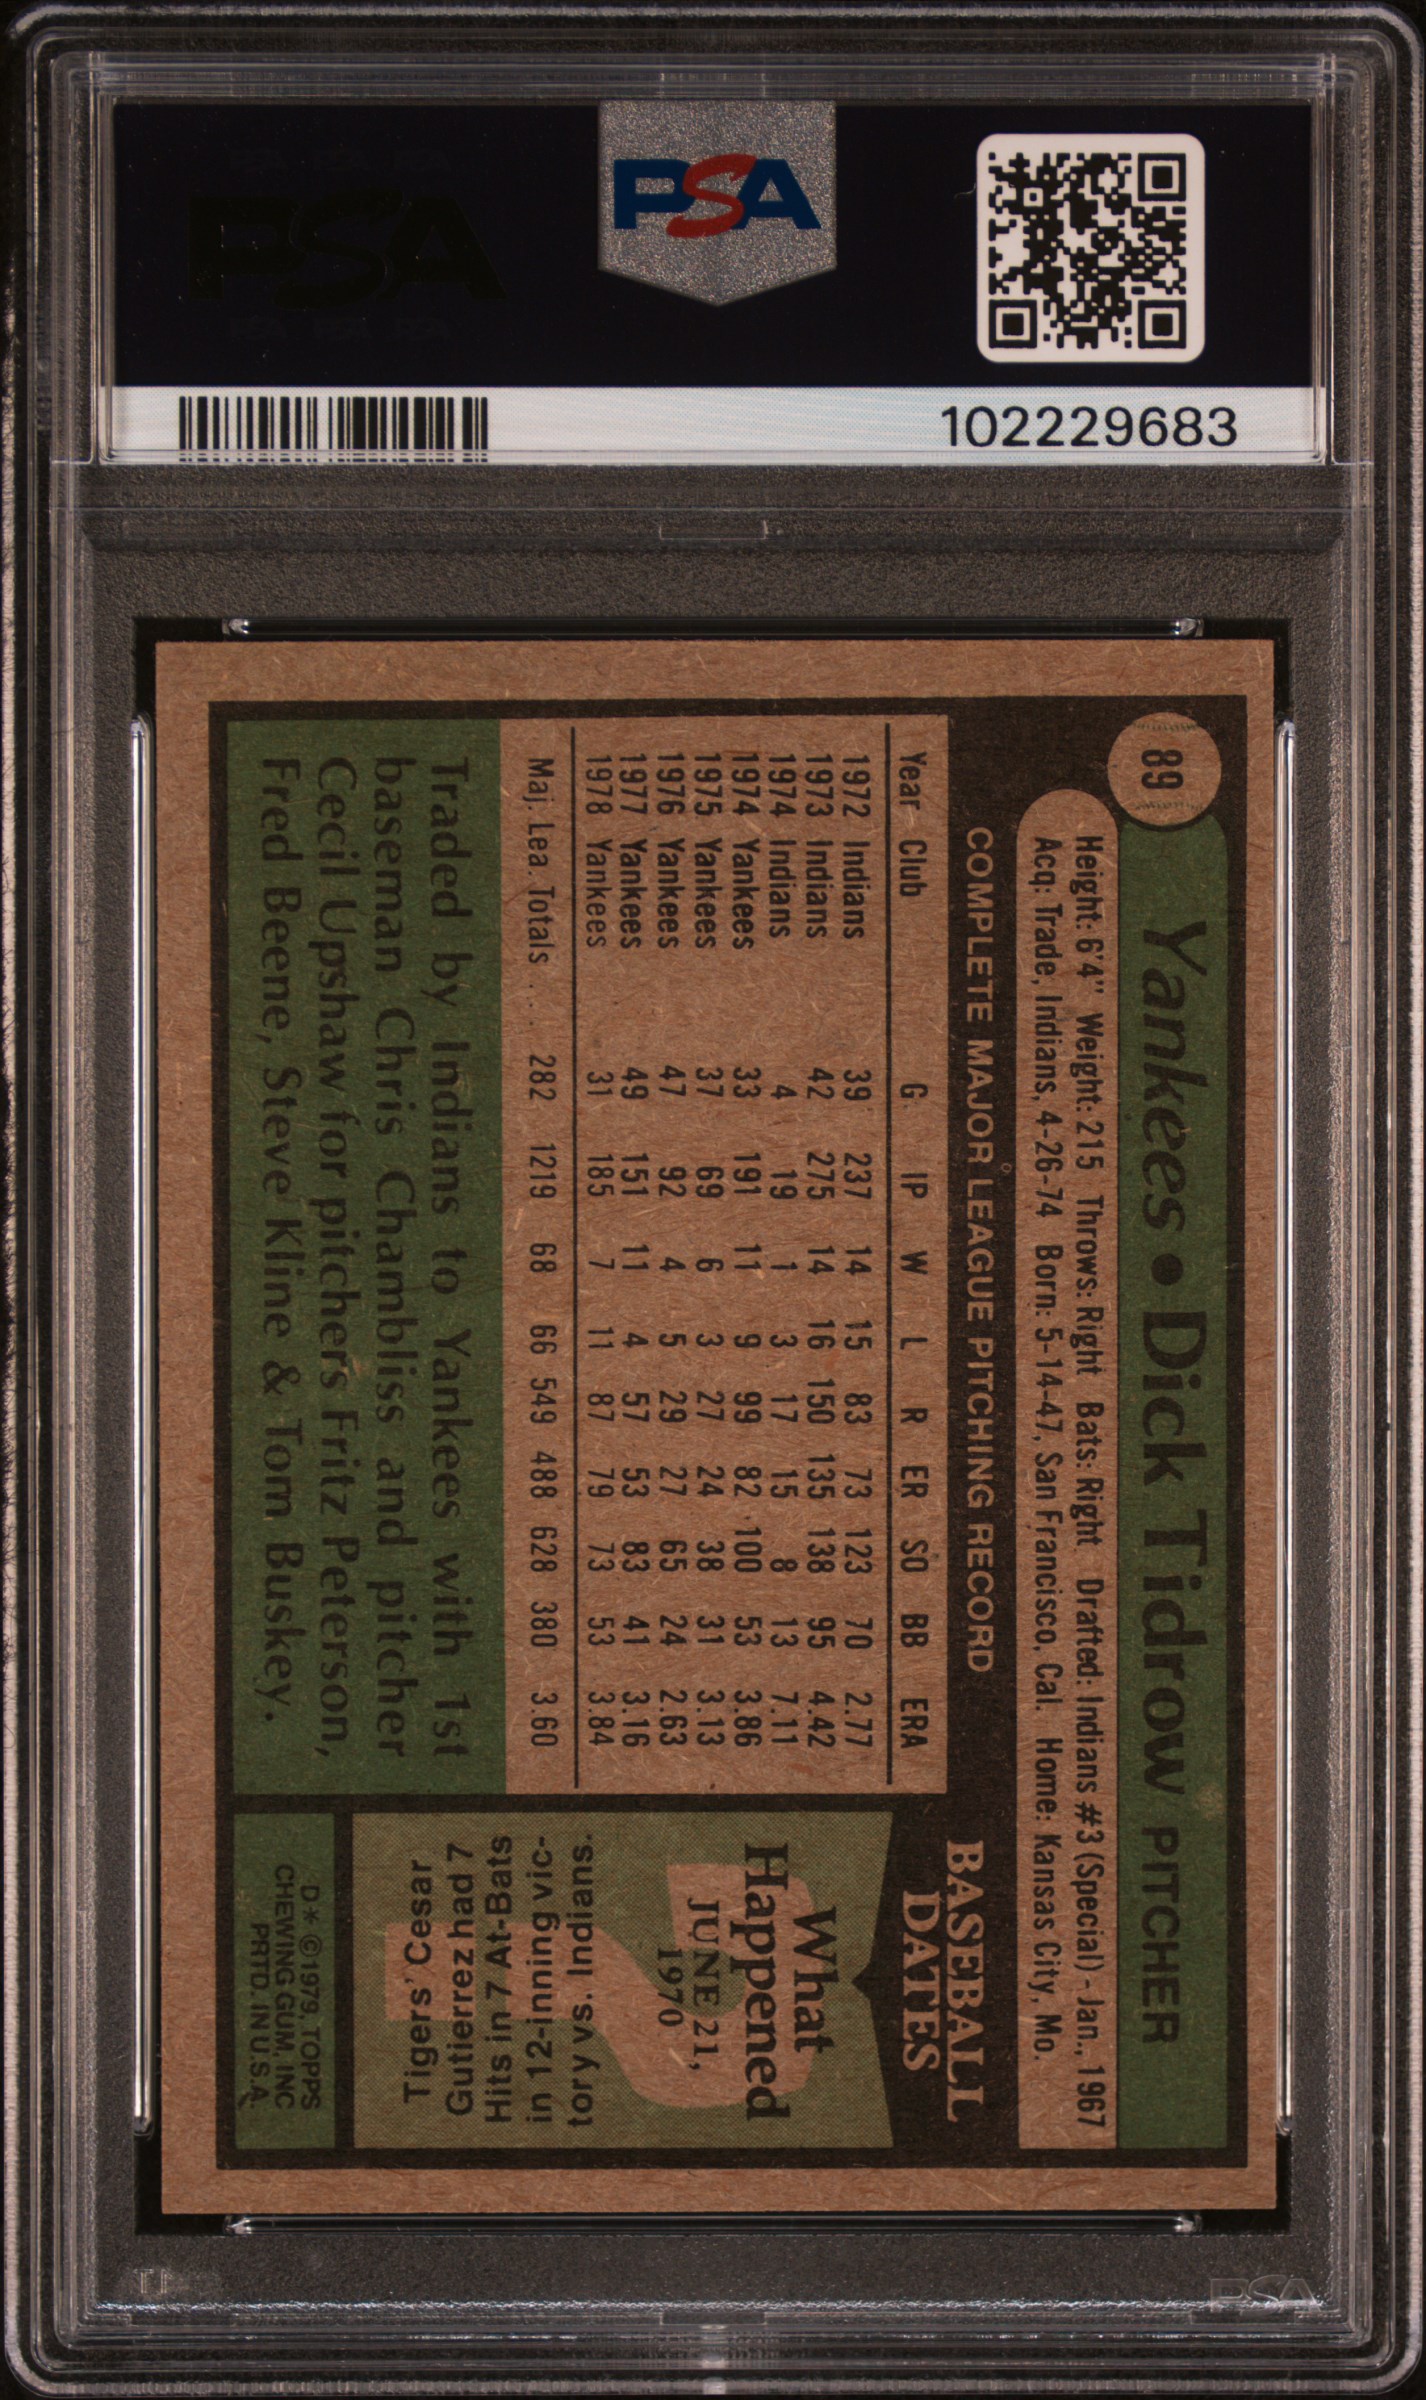 PSA
PSA
102229683
89
Yankees • Dick Tidrow PITCHER
Height: 6'4" Weight: 215 Throws: Right Bats: Right Drafted: Indians #3 (Special) - Jan., 1967
Acq: Trade, Indians, 4-26-74 Born: 5-14-47, San Francisco, Cal. Home: Kansas City, Mo.
COMPLETE MAJOR LEAGUE PITCHING RECORD
Year Club G IP W L R ER SO BB ERA
1972 Indians 39 237 14 15 83 73 123 70 2.77
1973 Indians 42 275 14 16 150 135 138 95 4.42
1974 Indians 4 19 1 3 17 15 8 13 7.11
1974 Yankees 33 191 11 9 99 82 100 53 3.86
1975 Yankees 37 69 6 3 27 24 38 31 3.13
1976 Yankees 47 92 4 5 29 27 65 24 2.63
1977 Yankees 49 151 11 4 57 53 83 41 3.16
1978 Yankees 31 185 7 11 87 79 73 53 3.84
Maj. Lea. Totals . . . 282 1219 68 66 549 488 628 380 3.60
Traded by Indians to Yankees with 1st
baseman Chris Chambliss and pitcher
Cecil Upshaw for pitchers Fritz Peterson,
Fred Beene, Steve Kline & Tom Buskey.
BASEBALL
DATES
What
Happened
JUNE 21,
1970
Tigers' Cesar
Gutierrez had 7
Hits in 7 At-Bats
in 12-inning vic-
tory vs. Indians.
D* ©1979, TOPPS
CHEWING GUM, INC
PRTD. IN U.S.A.
PSA